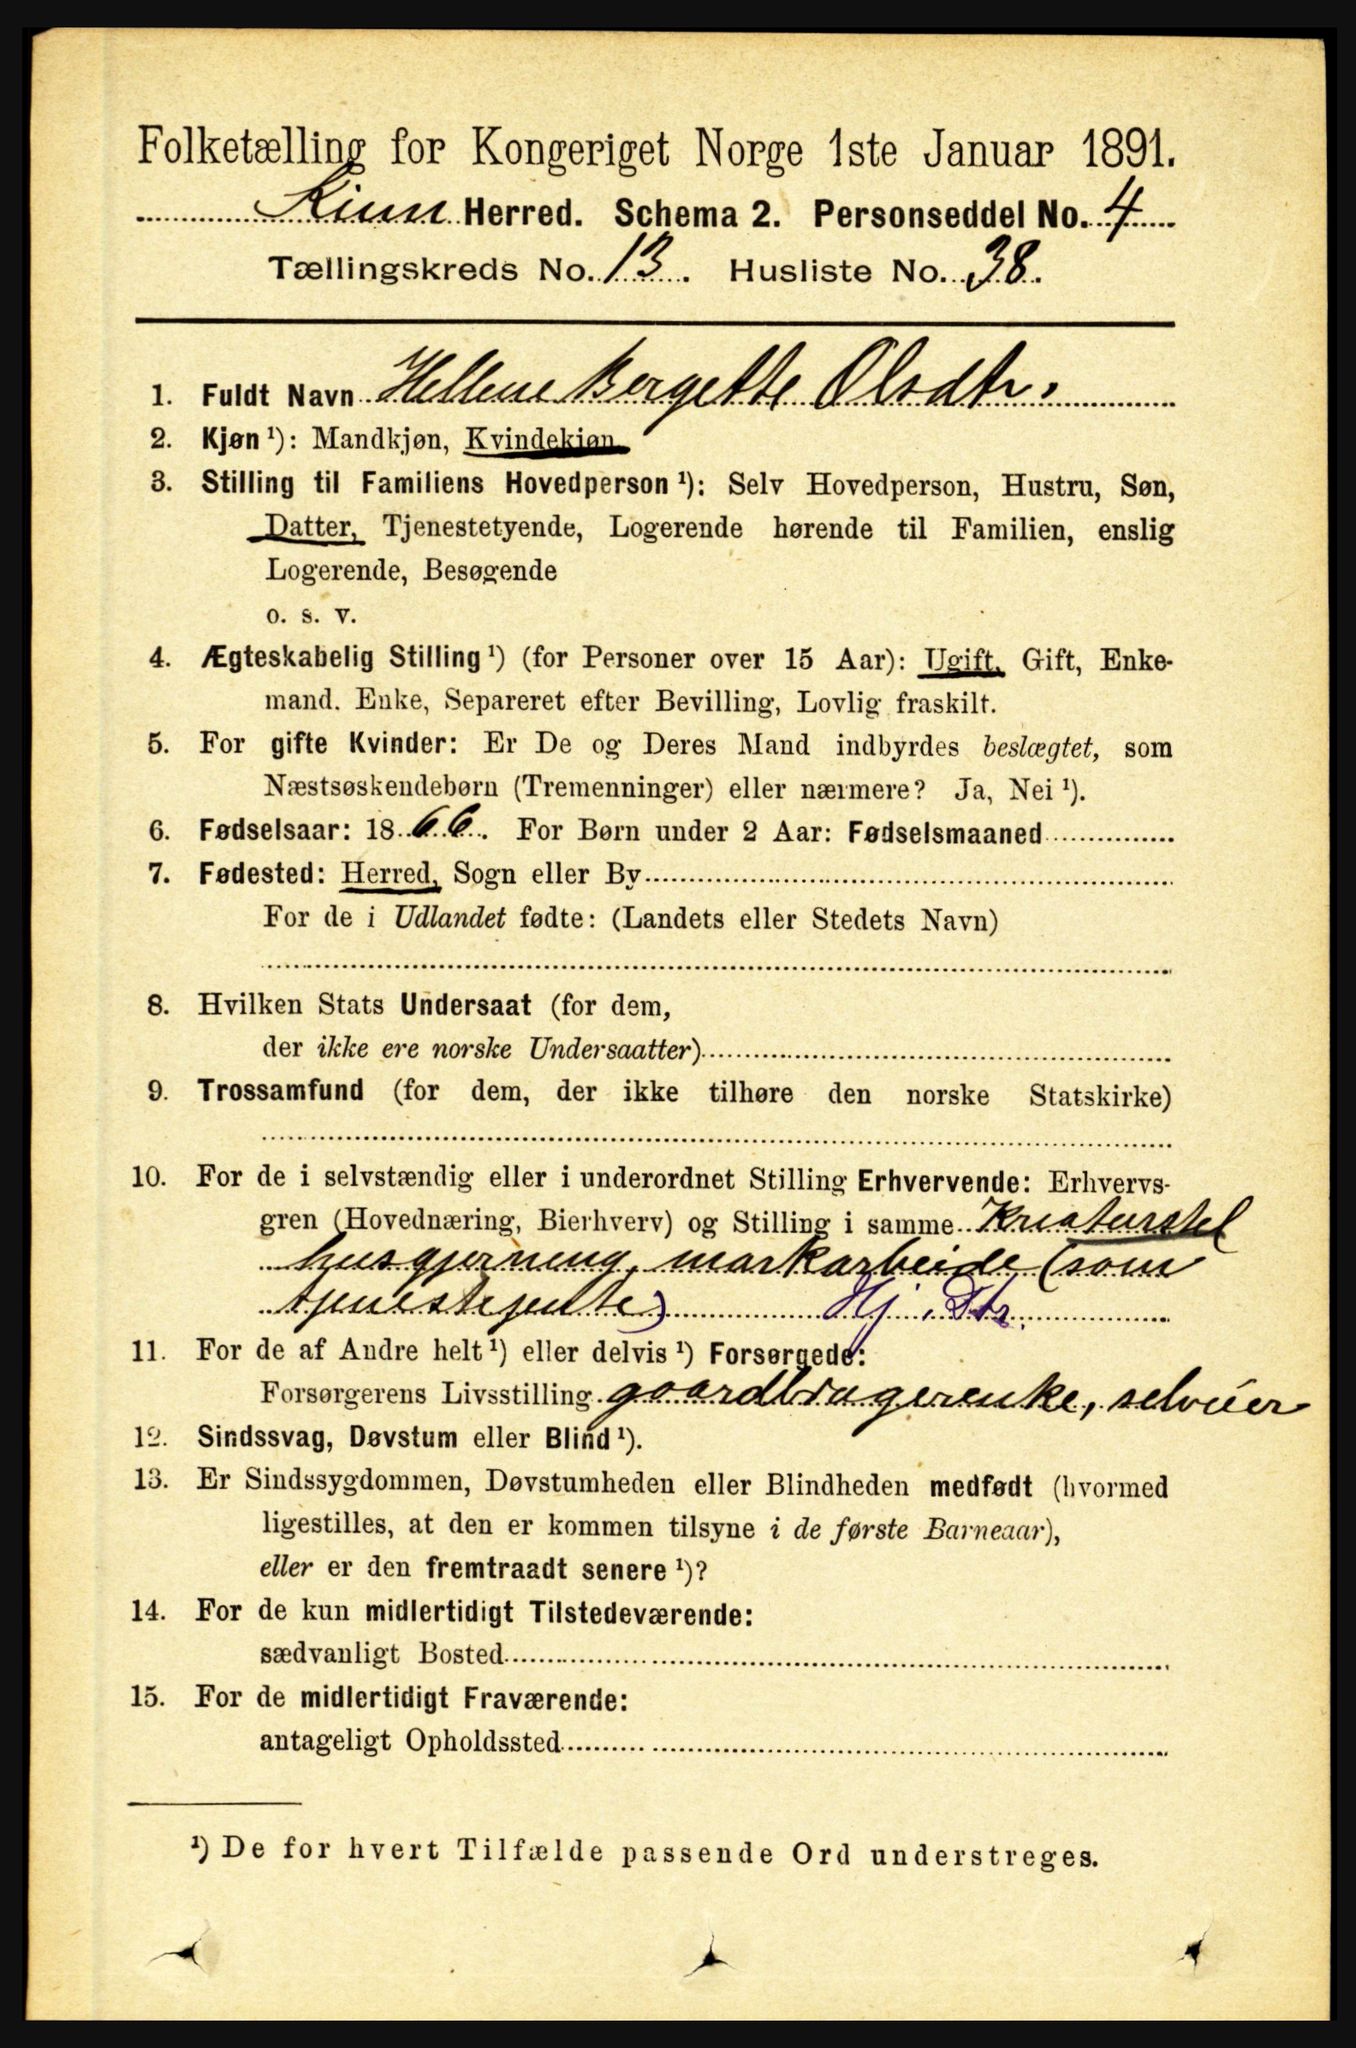 Folketælling for Kongeriget Norge 1ste Januar 1891.
Kinn Herred. Schema 2. Personseddel No. 4
Tællingskreds No. 13. Husliste No. 38.
1. Fuldt Navn Hellene Bergette Olsdtr.
2. Kjøn ¹): Mandkjøn, Kvindekjøn
3. Stilling til Familiens Hovedperson ¹): Selv Hovedperson, Hustru, Søn,
Datter, Tjenestetyende, Logerende hørende til Familien, enslig
Logerende, Besøgende
o. s. v.
4. Ægteskabelig Stilling ¹) (for Personer over 15 Aar): Ugift, Gift, Enke-
mand. Enke, Separeret efter Bevilling, Lovlig fraskilt.
5. For gifte Kvinder: Er De og Deres Mand indbyrdes beslægtet, som
Næstsøskendebørn (Tremenninger) eller nærmere? Ja, Nei ¹).
6. Fødselsaar: 1866. For Børn under 2 Aar: Fødselsmaaned
7. Fødested: Herred, Sogn eller By
For de i Udlandet fødte: (Landets eller Stedets Navn)
8. Hvilken Stats Undersaat (for dem,
der ikke ere norske Undersaatter)
9. Trossamfund (for dem, der ikke tilhøre den norske Statskirke)
10. For de i selvstændig eller i underordnet Stilling Erhvervende: Erhvervs-
gren (Hovednæring, Bierhverv) og Stilling i samme Kreaturstel
husgjerning, markarbeide (som
tjenestejente) Hj. Dtr.
11. For de af Andre helt ¹) eller delvis ¹) Forsørgede:
Forsørgerens Livsstilling gaardbrugerenke, selveier
12. Sindssvag, Døvstum eller Blind ¹).
13. Er Sindssygdommen, Døvstumheden eller Blindheden medfødt (hvormed
ligestilles, at den er kommen tilsyne i de første Barneaar),
eller er den fremtraadt senere ¹)?
14. For de kun midlertidigt Tilstedeværende:
sædvanligt Bosted
15. For de midlertidigt Fraværende:
antageligt Opholdssted
¹) De for hvert Tilfælde passende Ord understreges.